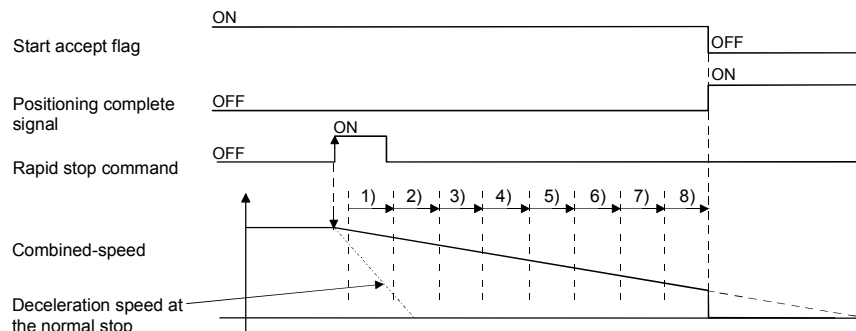 ON
Start accept flag
OFF
ON
Positioning complete
signal
OFF
ON
Rapid stop command
OFF
1) 2) 3) 4) 5) 6) 7) 8)
Combined-speed
Deceleration speed at
the normal stop